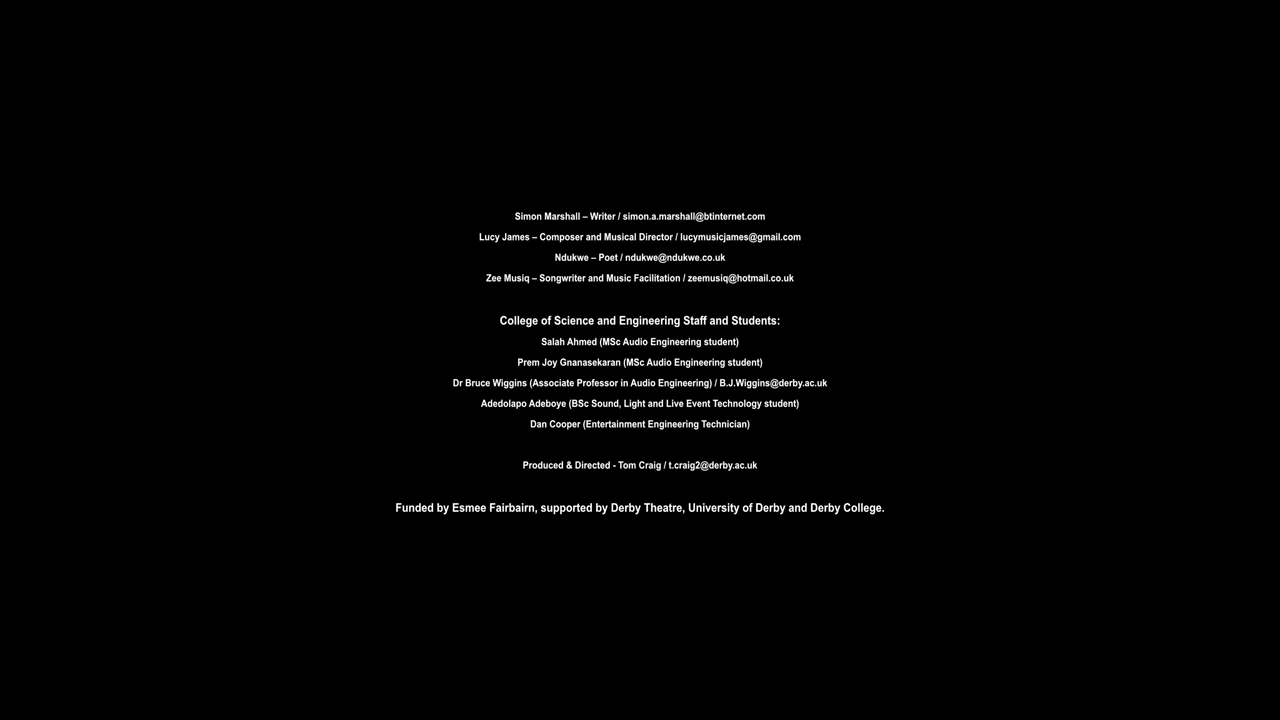 Simon Marshall – Writer / simon.a.marshall@btinternet.com
Lucy James – Composer and Musical Director / lucymusicjames@gmail.com
Ndukwe – Poet / ndukwe@ndukwe.co.uk
Zee Musiq – Songwriter and Music Facilitation / zeemusiq@hotmail.co.uk
College of Science and Engineering Staff and Students:
Salah Ahmed (MSc Audio Engineering student)
Prem Joy Gnanasekaran (MSc Audio Engineering student)
Dr Bruce Wiggins (Associate Professor in Audio Engineering) / B.J.Wiggins@derby.ac.uk
Adedolapo Adeboye (BSc Sound, Light and Live Event Technology student)
Dan Cooper (Entertainment Engineering Technician)
Produced & Directed - Tom Craig / t.craig2@derby.ac.uk
Funded by Esmee Fairbairn, supported by Derby Theatre, University of Derby and Derby College.